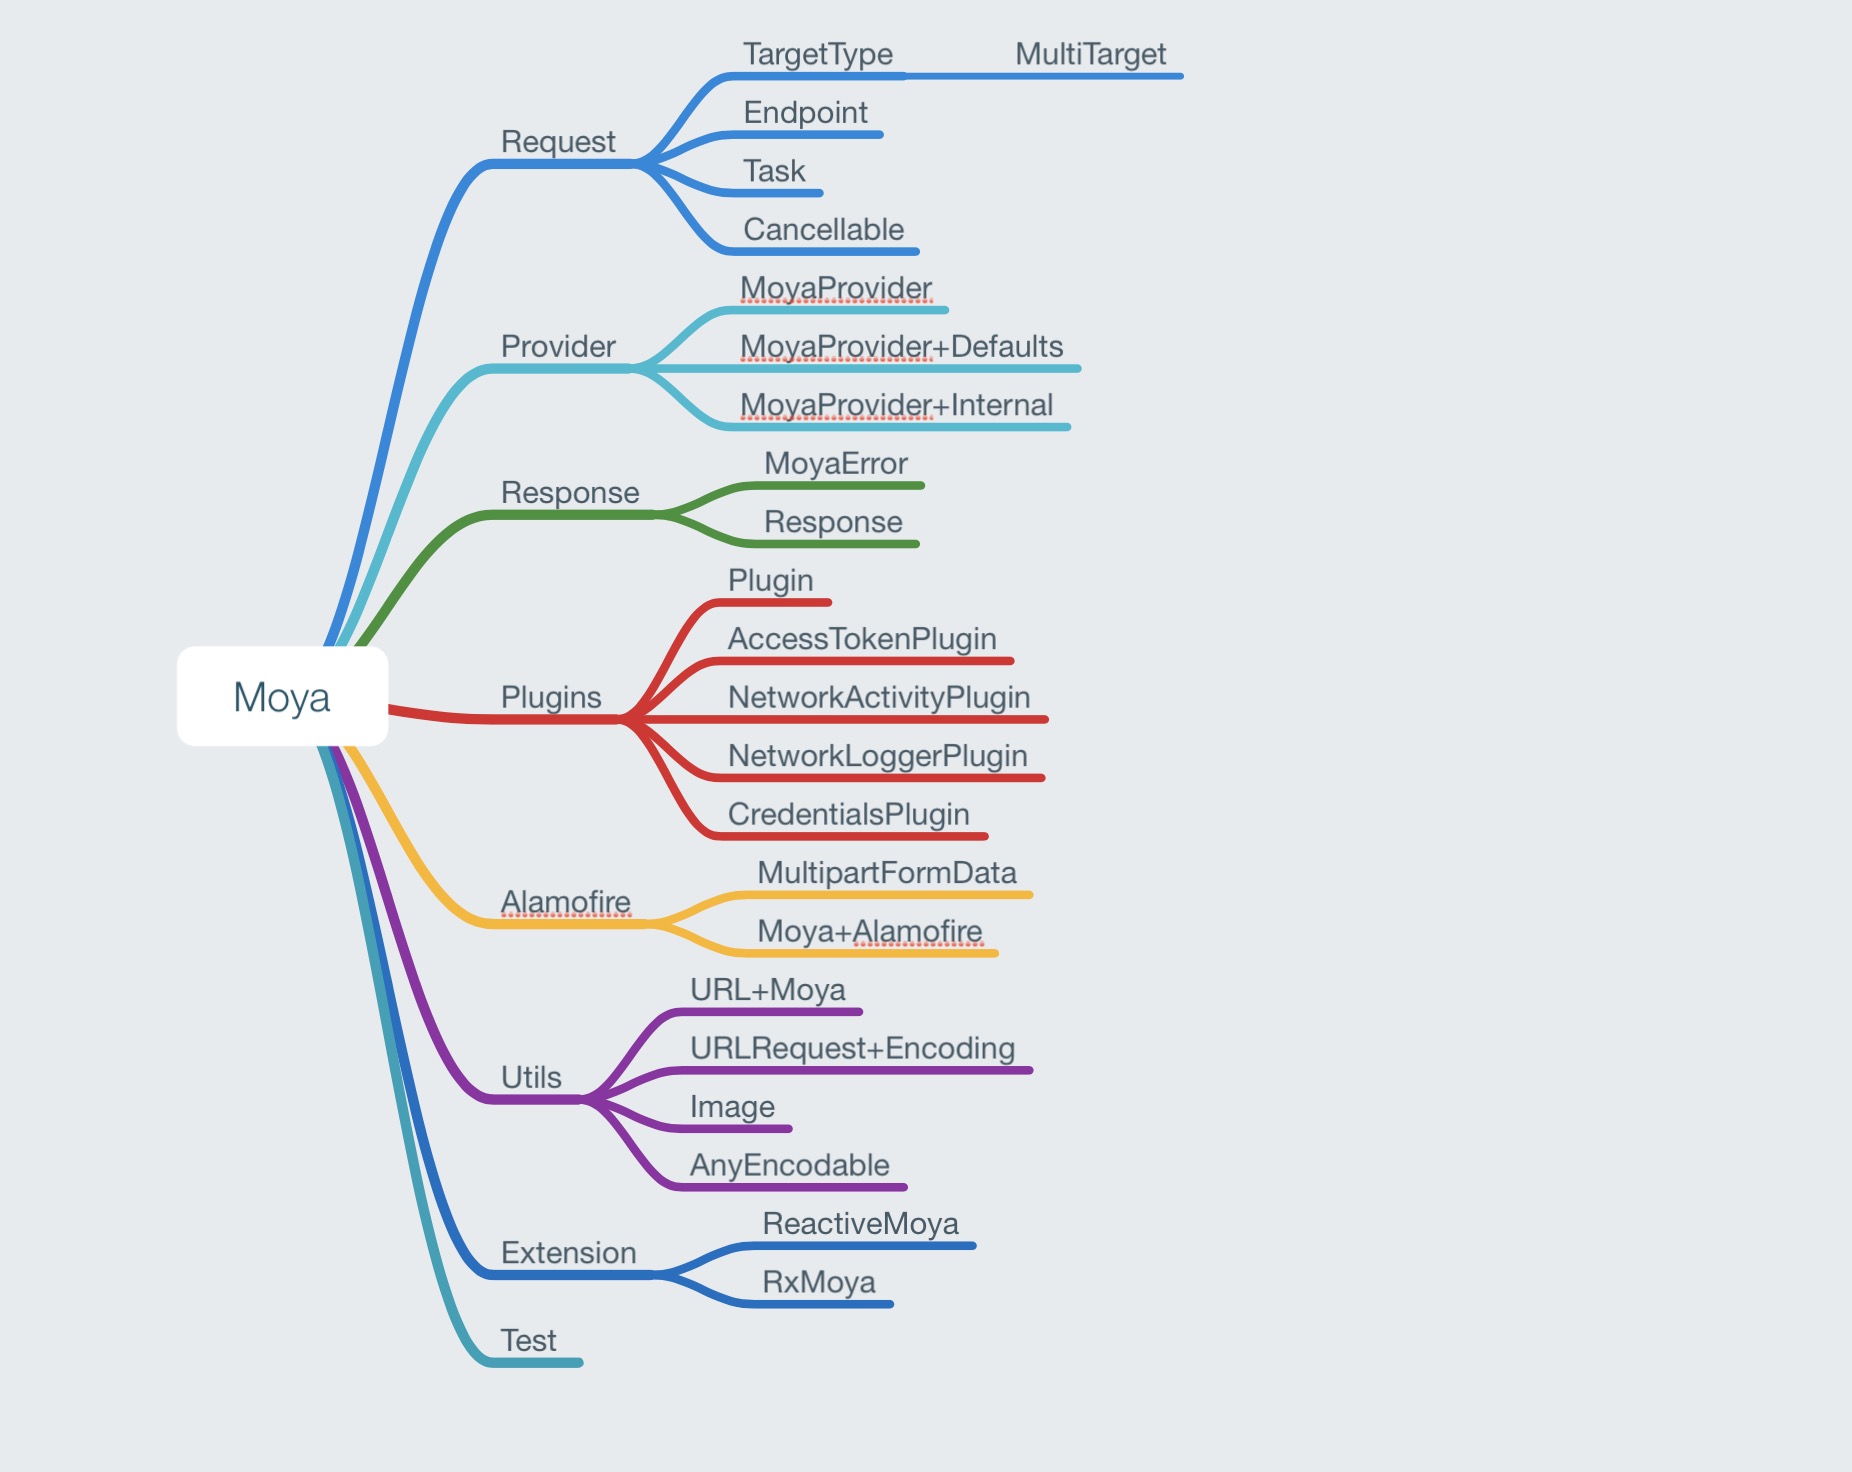 Moya
Request
TargetType
MultiTarget
Endpoint
Task
Cancellable
Provider
MoyaProvider
MoyaProvider+Defaults
MoyaProvider+Internal
Response
MoyaError
Response
Plugins
Plugin
AccessTokenPlugin
NetworkActivityPlugin
NetworkLoggerPlugin
CredentialsPlugin
Alamofire
MultipartFormData
Moya+Alamofire
Utils
URL+Moya
URLRequest+Encoding
Image
AnyEncodable
Extension
ReactiveMoya
RxMoya
Test